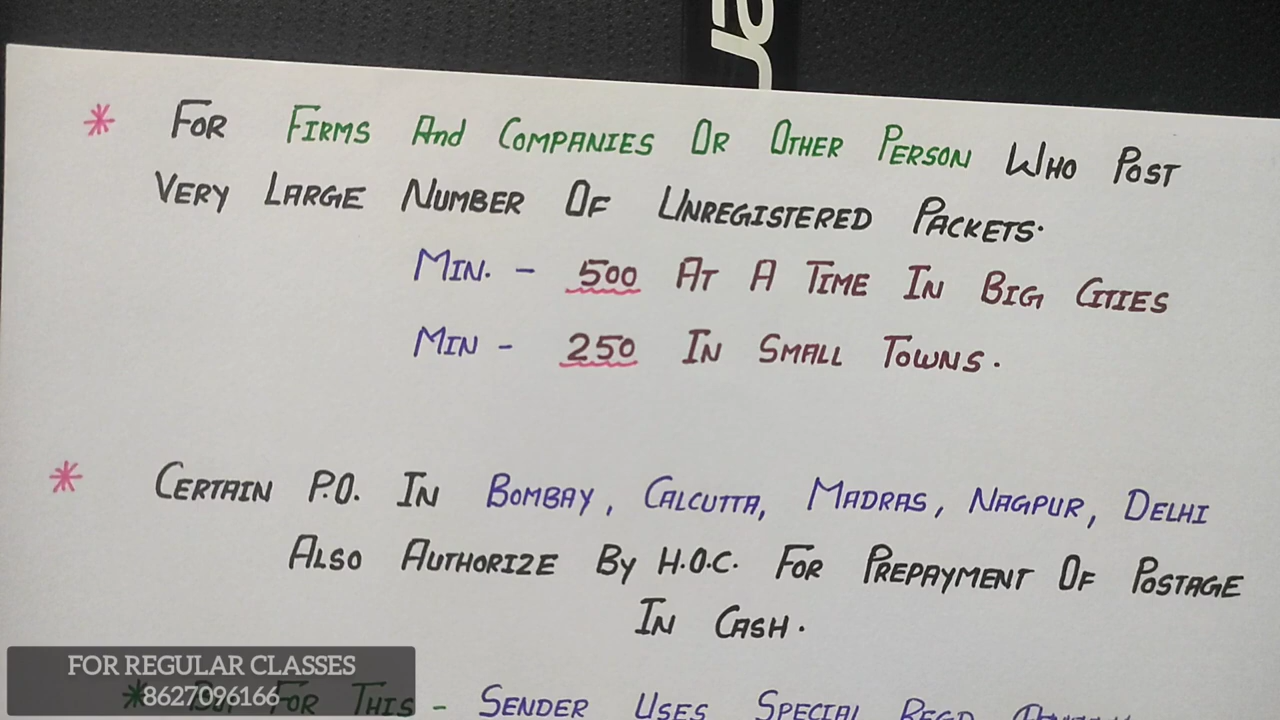 * FOR FIRMS And COMPANIES OR OTHER PERSON WHO POST
VERY LARGE NUMBER OF UNREGISTERED PACKETS.
MIN. - 500 AT A TIME IN BIG CITIES
MIN - 250 IN SMALL TOWNS.
* CERTAIN P.O. IN BOMBAY, CALCUTTA, MADRAS, NAGPUR, DELHI
ALSO AUTHORIZE BY H.O.C. FOR PREPAYMENT OF POSTAGE
IN CASH.
* FOR THIS - SENDER USES SPECIAL REGD
FOR REGULAR CLASSES
8627096166